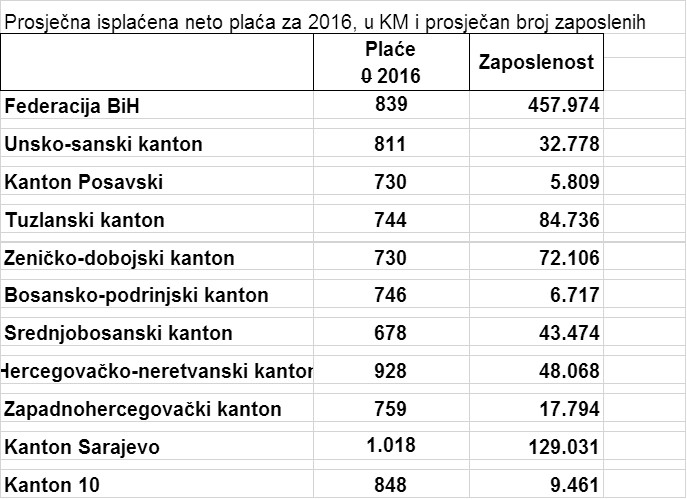 Prosječna isplaćena neto plaća za 2016, u KM i prosječan broj zaposlenih
Plaće
0 2016
Zaposlenost
Federacija BiH 839 457.974
Unsko-sanski kanton 811 32.778
Kanton Posavski 730 5.809
Tuzlanski kanton 744 84.736
Zeničko-dobojski kanton 730 72.106
Bosansko-podrinjski kanton 746 6.717
Srednjobosanski kanton 678 43.474
Hercegovačko-neretvanski kanton 928 48.068
Zapadnohercegovački kanton 759 17.794
Kanton Sarajevo 1.018 129.031
Kanton 10 848 9.461